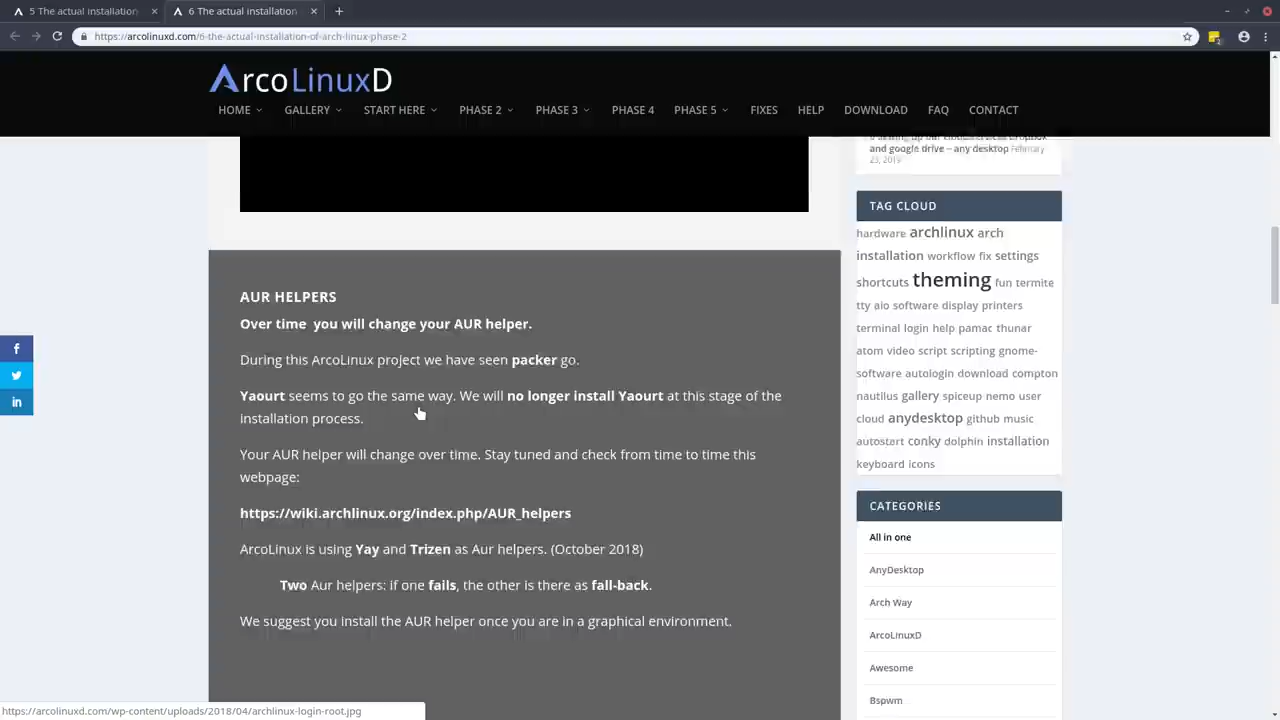 5 The actual installation
6 The actual installation
https://arcolinuxd.com/6-the-actual-installation-of-arch-linux-phase-2
ArcoLinuxD
HOME GALLERY START HERE PHASE 2 PHASE 3 PHASE 4 PHASE 5 FIXES HELP DOWNLOAD FAQ CONTACT
and google drive – any desktop February
23, 2019
TAG CLOUD
hardware archlinux arch
installation workflow fix settings
shortcuts theming fun termite
tty aio software display printers
terminal login help pamac thunar
atom video script scripting gnome-
software autologin download compton
nautilus gallery spiceup nemo user
cloud anydesktop github music
autostart conky dolphin installation
keyboard icons
CATEGORIES
All in one
AnyDesktop
Arch Way
ArcoLinuxD
Awesome
Bspwm
AUR HELPERS
Over time you will change your AUR helper.
During this ArcoLinux project we have seen packer go.
Yaourt seems to go the same way. We will no longer install Yaourt at this stage of the
installation process.
Your AUR helper will change over time. Stay tuned and check from time to time this
webpage:
https://wiki.archlinux.org/index.php/AUR_helpers
ArcoLinux is using Yay and Trizen as Aur helpers. (October 2018)
Two Aur helpers: if one fails, the other is there as fall-back.
We suggest you install the AUR helper once you are in a graphical environment.
https://arcolinuxd.com/wp-content/uploads/2018/04/archlinux-login-root.jpg